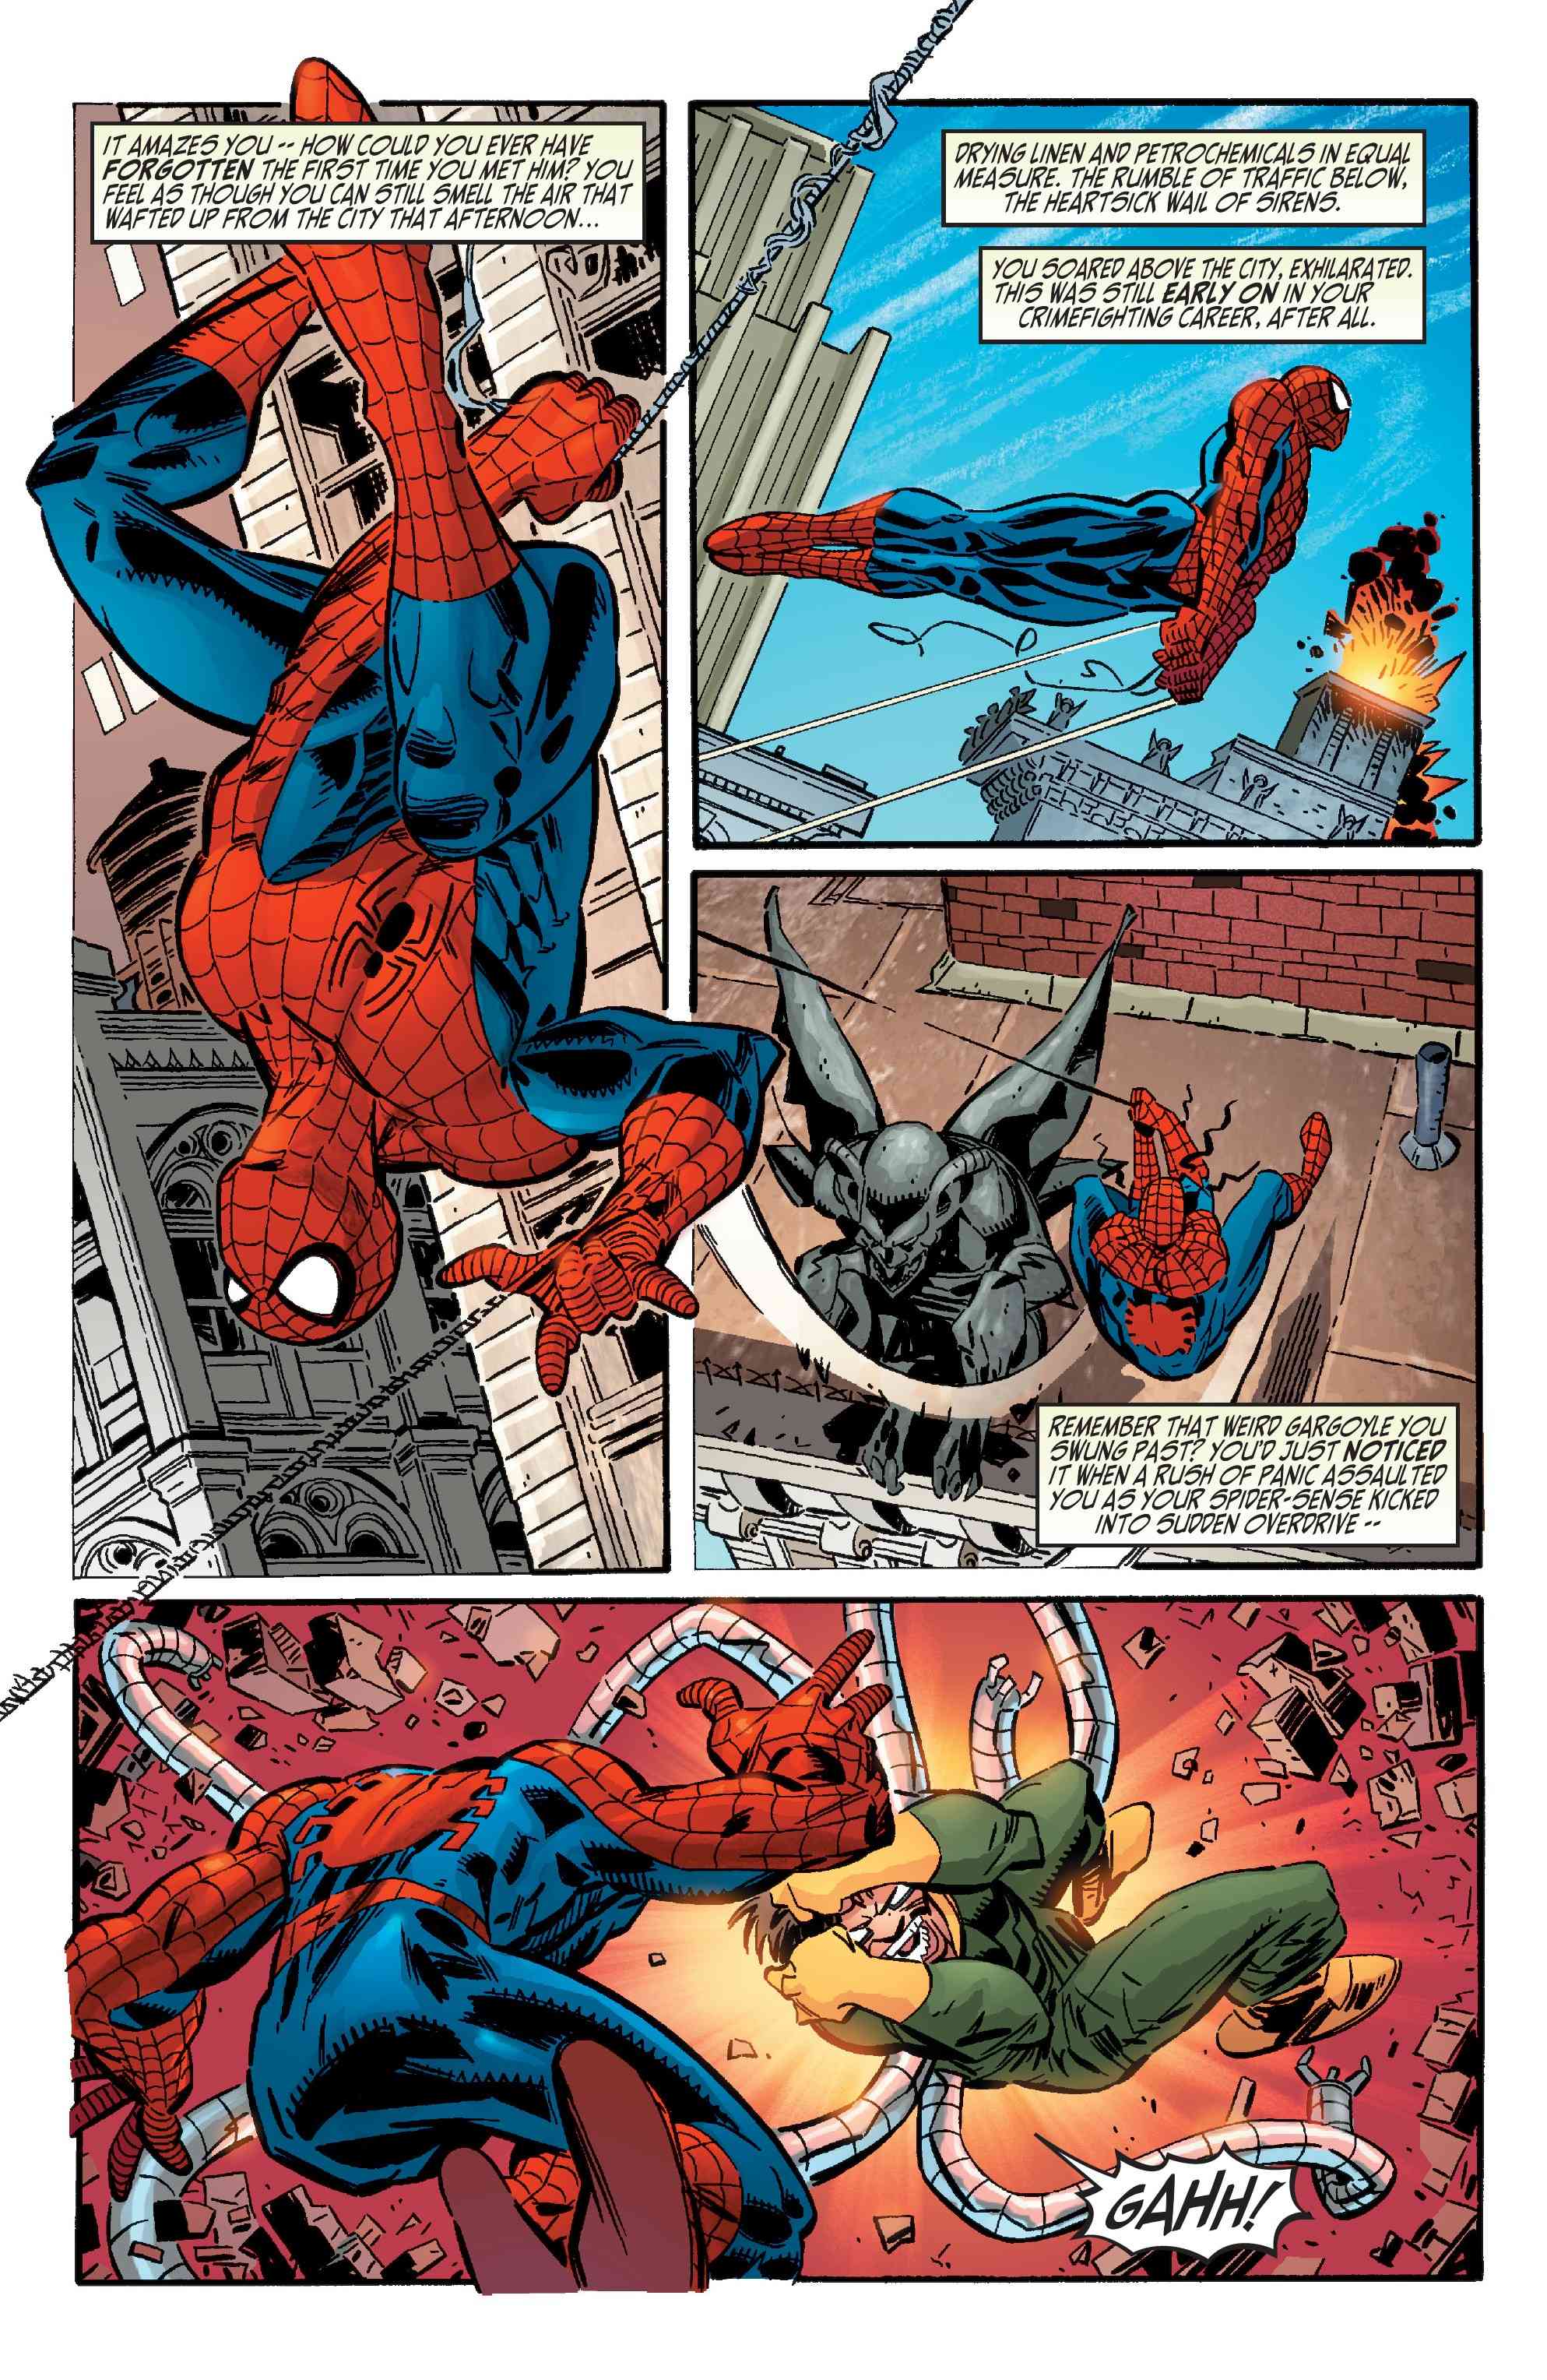 IT AMAZES YOU -- HOW COULD YOU EVER HAVE
FORGOTTEN THE FIRST TIME YOU MET HIM? YOU
FEEL AS THOUGH YOU CAN STILL SMELL THE AIR THAT
WAFTED UP FROM THE CITY THAT AFTERNOON...
DRYING LINEN AND PETROCHEMICALS IN EQUAL
MEASURE. THE RUMBLE OF TRAFFIC BELOW,
THE HEARTSICK WAIL OF SIRENS.
YOU SOARED ABOVE THE CITY, EXHILARATED.
THIS WAS STILL EARLY ON IN YOUR
CRIMEFIGHTING CAREER, AFTER ALL.
REMEMBER THAT WEIRD GARGOYLE YOU
SWUNG PAST? YOU'D JUST NOTICED
IT WHEN A RUSH OF PANIC ASSAULTED
YOU AS YOUR SPIDER-SENSE KICKED
INTO SUDDEN OVERDRIVE --
GAHH!